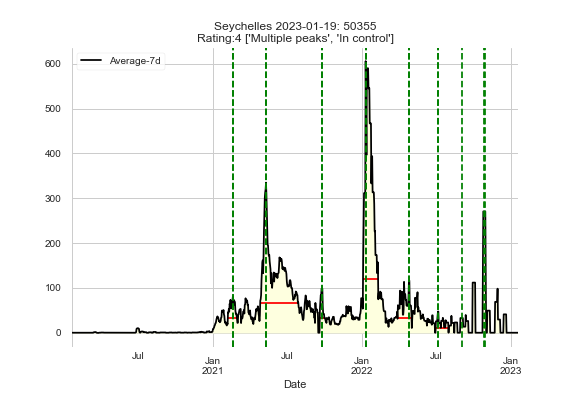 Seychelles 2023-01-19: 50355
Rating:4 ['Multiple peaks', 'In control']
Average-7d
600
500
400
300
200
100
0
Jul
Jan
2021
Jul
Jan
2022
Jul
Jan
2023
Date